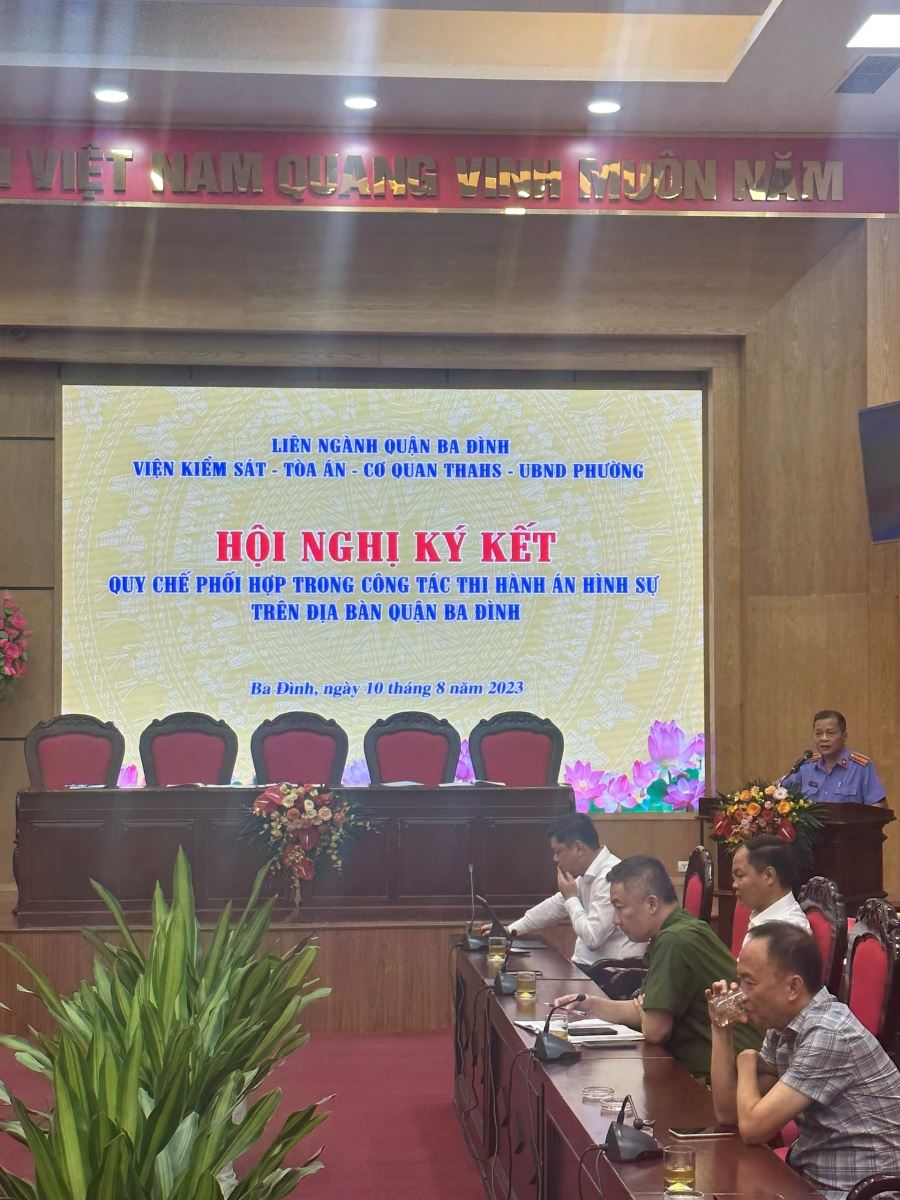 VIỆT NAM QUANG VINH MUÔN NĂM
LIÊN NGÀNH QUẬN BA ĐÌNH
VIỆN KIỂM SÁT - TÒA ÁN - CƠ QUAN THAHS - UBND PHƯỜNG
HỘI NGHỊ KÝ KẾT
QUY CHẾ PHỐI HỢP TRONG CÔNG TÁC THI HÀNH ÁN HÌNH SỰ
TRÊN ĐỊA BÀN QUẬN BA ĐÌNH
Ba Đình, ngày 10 tháng 8 năm 2023